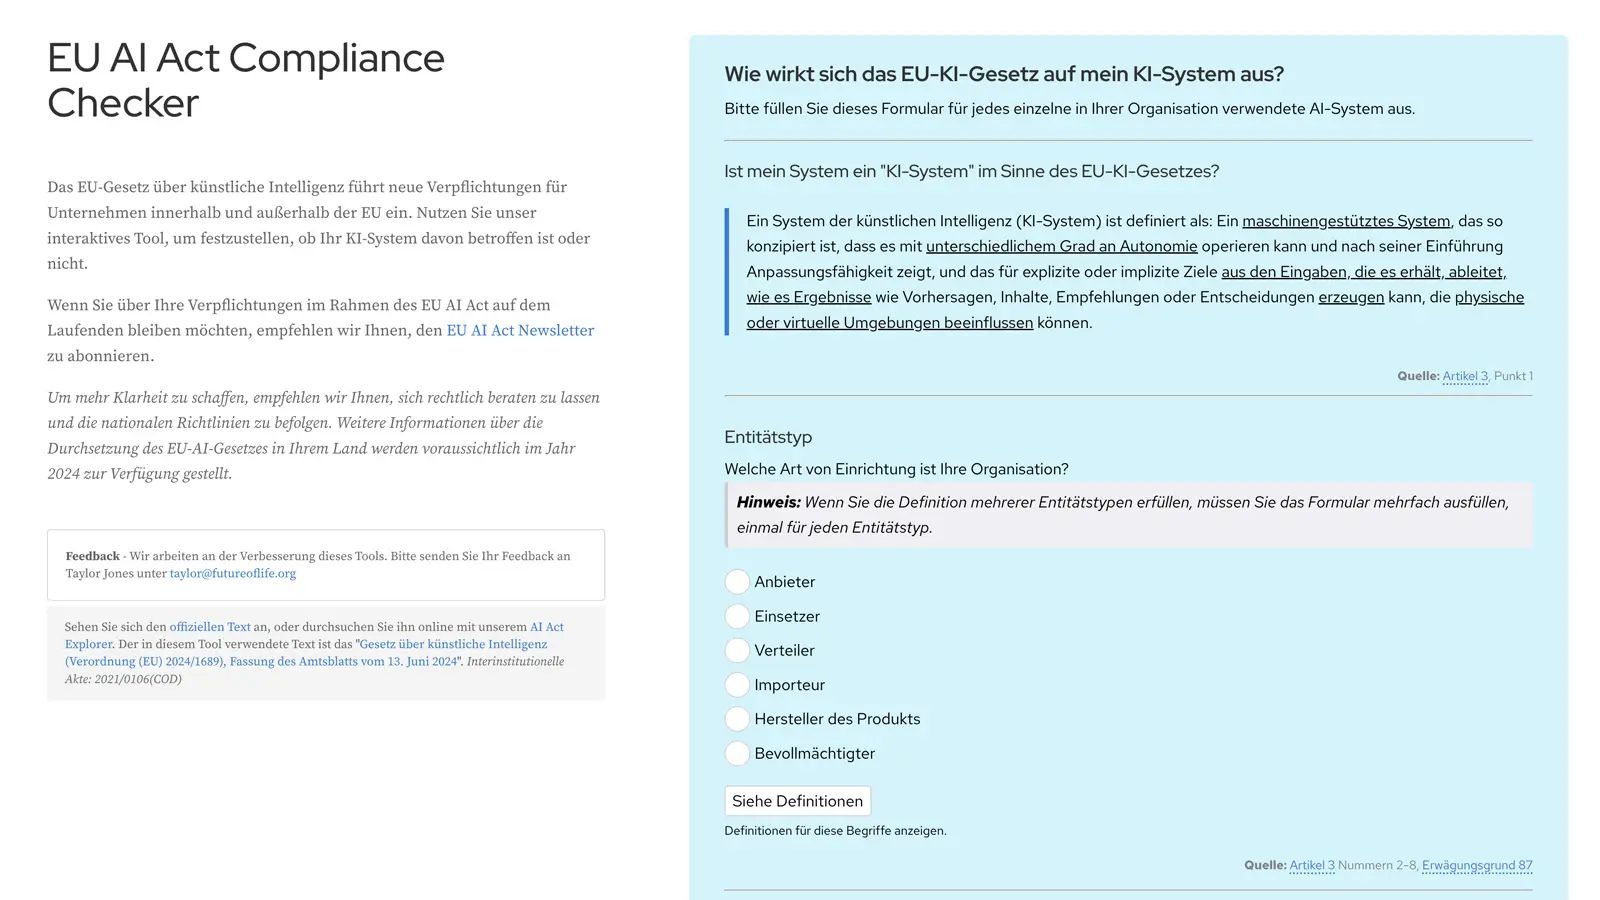 EU AI Act Compliance
Checker
Das EU-Gesetz über künstliche Intelligenz führt neue Verpflichtungen für
Unternehmen innerhalb und außerhalb der EU ein. Nutzen Sie unser
interaktives Tool, um festzustellen, ob Ihr KI-System davon betroffen ist oder
nicht.
Wenn Sie über Ihre Verpflichtungen im Rahmen des EU AI Act auf dem
Laufenden bleiben möchten, empfehlen wir Ihnen, den EU AI Act Newsletter
zu abonnieren.
Um mehr Klarheit zu schaffen, empfehlen wir Ihnen, sich rechtlich beraten zu lassen
und die nationalen Richtlinien zu befolgen. Weitere Informationen über die
Durchsetzung des EU-AI-Gesetzes in Ihrem Land werden voraussichtlich im Jahr
2024 zur Verfügung gestellt.
Feedback - Wir arbeiten an der Verbesserung dieses Tools. Bitte senden Sie Ihr Feedback an
Taylor Jones unter taylor@futureoflife.org
Sehen Sie sich den offiziellen Text an, oder durchsuchen Sie ihn online mit unserem AI Act
Explorer. Der in diesem Tool verwendete Text ist das "Gesetz über künstliche Intelligenz
(Verordnung (EU) 2024/1689), Fassung des Amtsblatts vom 13. Juni 2024". Interinstitutionelle
Akte: 2021/0106(COD)
Wie wirkt sich das EU-KI-Gesetz auf mein KI-System aus?
Bitte füllen Sie dieses Formular für jedes einzelne in Ihrer Organisation verwendete AI-System aus.
Ist mein System ein "KI-System" im Sinne des EU-KI-Gesetzes?
Ein System der künstlichen Intelligenz (KI-System) ist definiert als: Ein maschinengestütztes System, das so
konzipiert ist, dass es mit unterschiedlichem Grad an Autonomie operieren kann und nach seiner Einführung
Anpassungsfähigkeit zeigt, und das für explizite oder implizite Ziele aus den Eingaben, die es erhält, ableitet,
wie es Ergebnisse wie Vorhersagen, Inhalte, Empfehlungen oder Entscheidungen erzeugen kann, die physische
oder virtuelle Umgebungen beeinflussen können.
Quelle: Artikel 3, Punkt 1
Entitätstyp
Welche Art von Einrichtung ist Ihre Organisation?
Hinweis: Wenn Sie die Definition mehrerer Entitätstypen erfüllen, müssen Sie das Formular mehrfach ausfüllen,
einmal für jeden Entitätstyp.
Anbieter
Einsetzer
Verteiler
Importeur
Hersteller des Produkts
Bevollmächtigter
Siehe Definitionen
Definitionen für diese Begriffe anzeigen.
Quelle: Artikel 3 Nummern 2-8, Erwägungsgrund 87